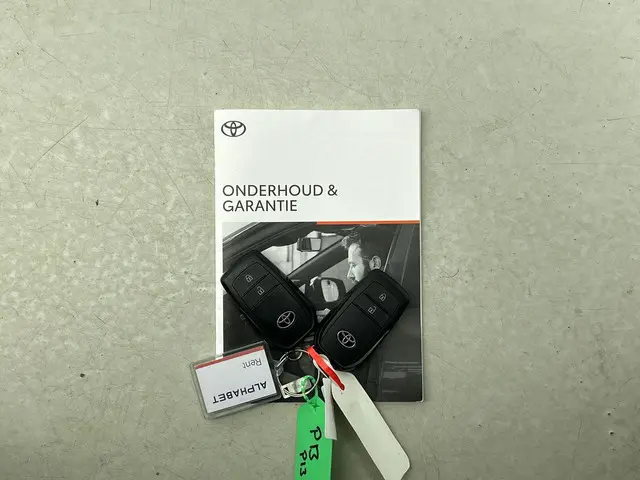 ONDERHOUD &
GARANTIE
Rent
ALPHABET
P13
P13